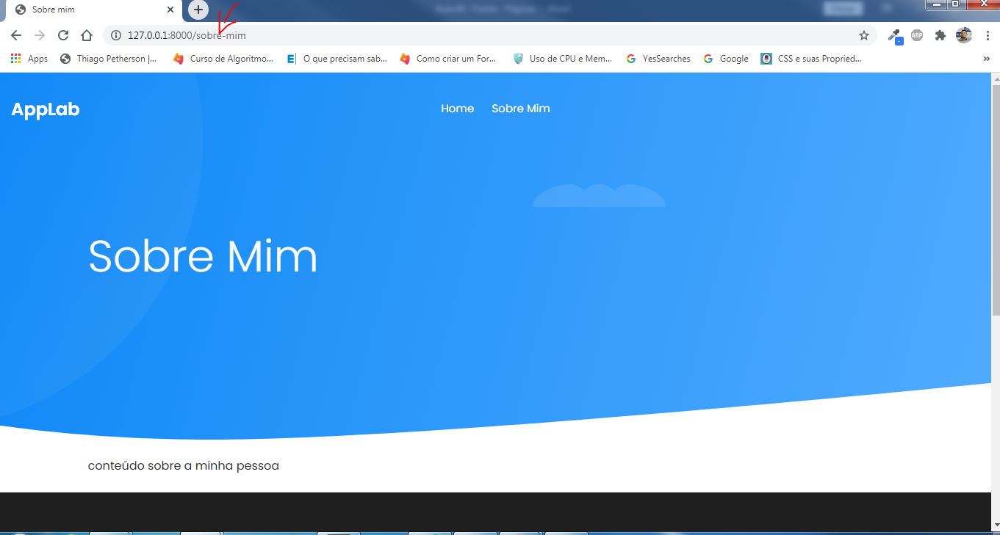 Sobre mim
127.0.0.1:8000/sobre-mim
ABP
Apps Thiago Petherson |... Curso de Algoritmo... E| O que precisam sab... Como criar um For... Uso de CPU e Mem... G YesSearches G Google CSS e suas Propried... »
AppLab Home Sobre Mim
Sobre Mim
conteúdo sobre a minha pessoa